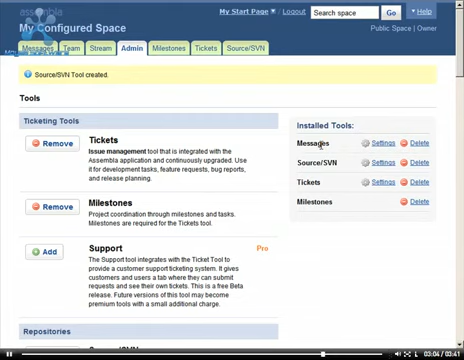 assembla
My Start Page | Logout
Search space
Go
Help
My Configured Space
Public Space | Owner
Messages Team Stream Admin Milestones Tickets Source/SVN
Source/SVN Tool created.
Tools
Ticketing Tools
Remove
Tickets
Issue management tool that is integrated with the
Assembla application and continuously upgraded. Use
it for development tasks, feature requests, bug reports,
and release planning.
Remove
Milestones
Project coordination through milestones and tasks.
Milestones are required for the Tickets tool.
Add
Support
Pro
The Support tool integrates with the Ticket Tool to
provide a customer support ticketing system. It gives
customers and users a tab where they can submit
requests and see their own tickets. This is a free Beta
release. Future versions of this tool may become
premium tools with a small additional charge.
Repositories
Installed Tools:
Messages Settings Delete
Source/SVN Settings Delete
Tickets Settings Delete
Milestones Delete
03:04 / 03:41